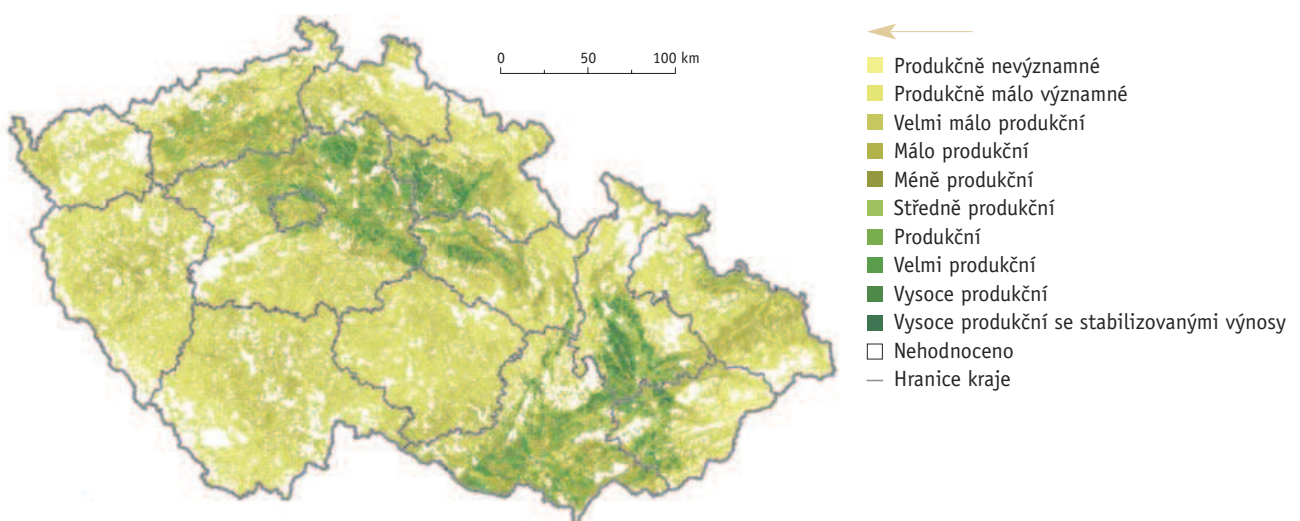 0 50 100 km
Produkčně nevýznamné
Produkčně málo významné
Velmi málo produkční
Málo produkční
Méně produkční
Středně produkční
Produkční
Velmi produkční
Vysoce produkční
Vysoce produkční se stabilizovanými výnosy
Nehodnoceno
Hranice kraje